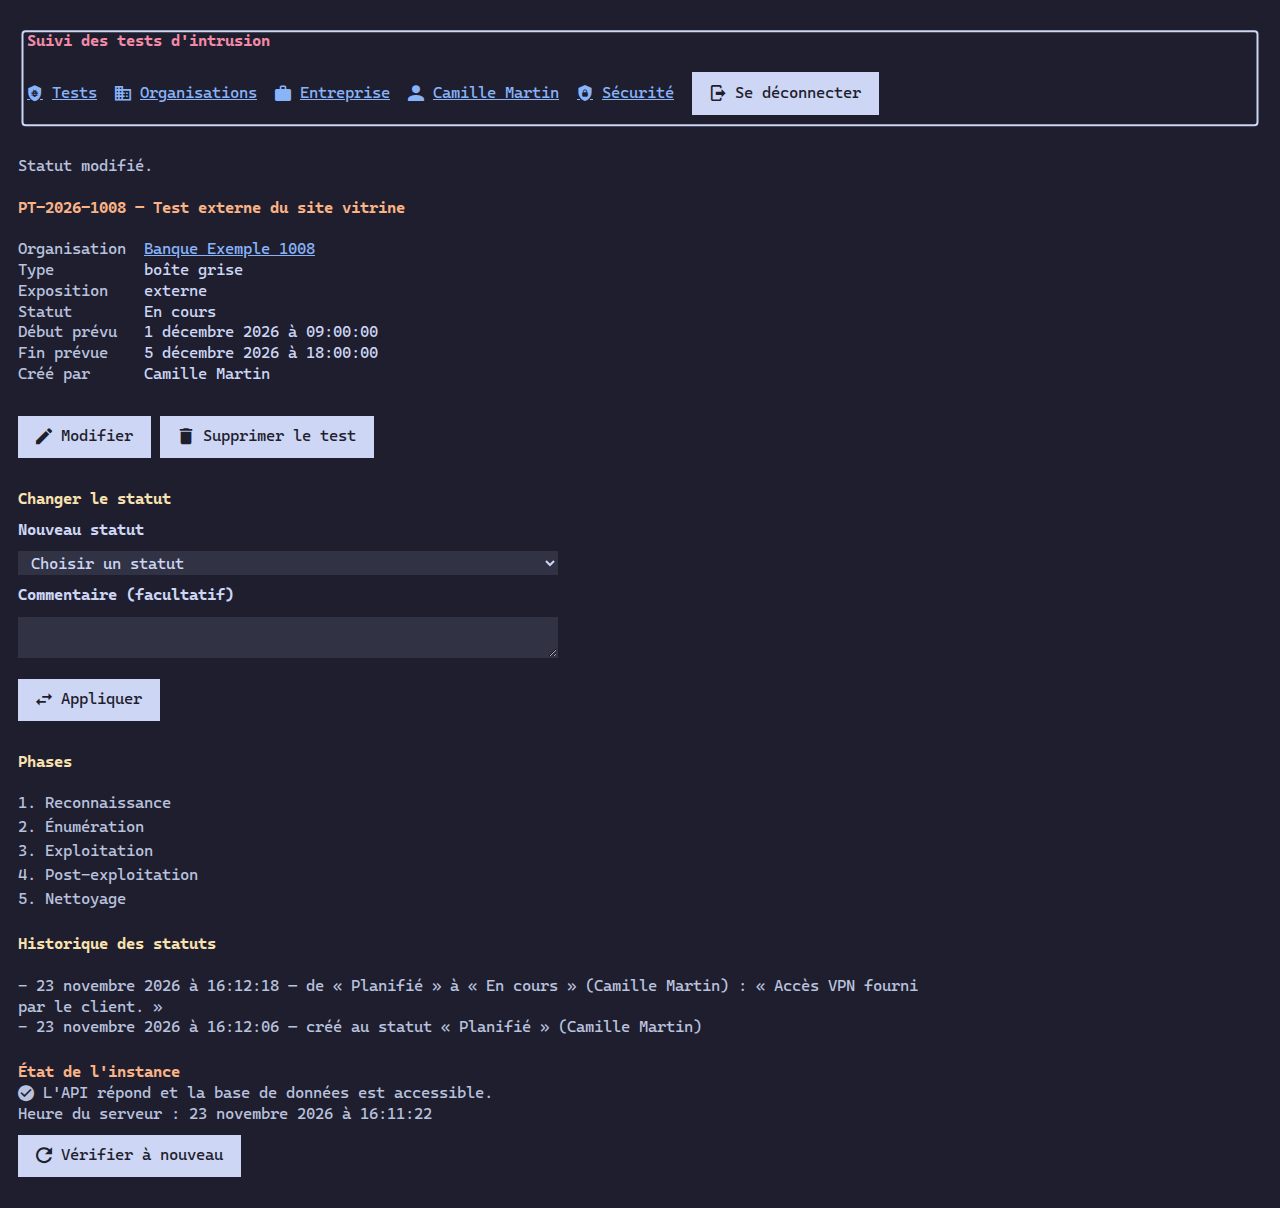 Suivi des tests d'intrusion
Tests Organisations Entreprise Camille Martin Sécurité Se déconnecter
Statut modifié.
PT-2026-1008 — Test externe du site vitrine
Organisation Banque Exemple 1008
Type boîte grise
Exposition externe
Statut En cours
Début prévu 1 décembre 2026 à 09:00:00
Fin prévue 5 décembre 2026 à 18:00:00
Créé par Camille Martin
Modifier Supprimer le test
Changer le statut
Nouveau statut
Choisir un statut
Commentaire (facultatif)
Appliquer
Phases
1. Reconnaissance
2. Énumération
3. Exploitation
4. Post-exploitation
5. Nettoyage
Historique des statuts
- 23 novembre 2026 à 16:12:18 — de « Planifié » à « En cours » (Camille Martin) : « Accès VPN fourni
par le client. »
- 23 novembre 2026 à 16:12:06 — créé au statut « Planifié » (Camille Martin)
État de l'instance
L'API répond et la base de données est accessible.
Heure du serveur : 23 novembre 2026 à 16:11:22
Vérifier à nouveau